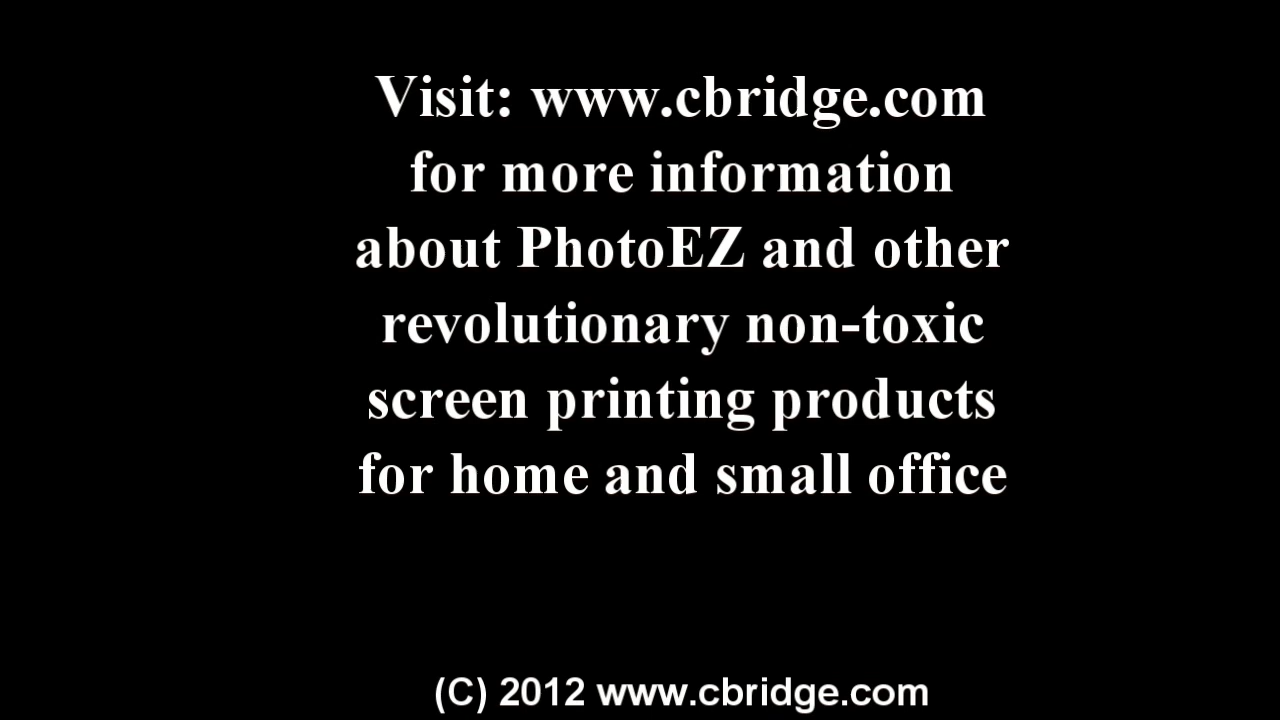 Visit: www.cbridge.com
for more information
about PhotoEZ and other
revolutionary non-toxic
screen printing products
for home and small office
(C) 2012 www.cbridge.com